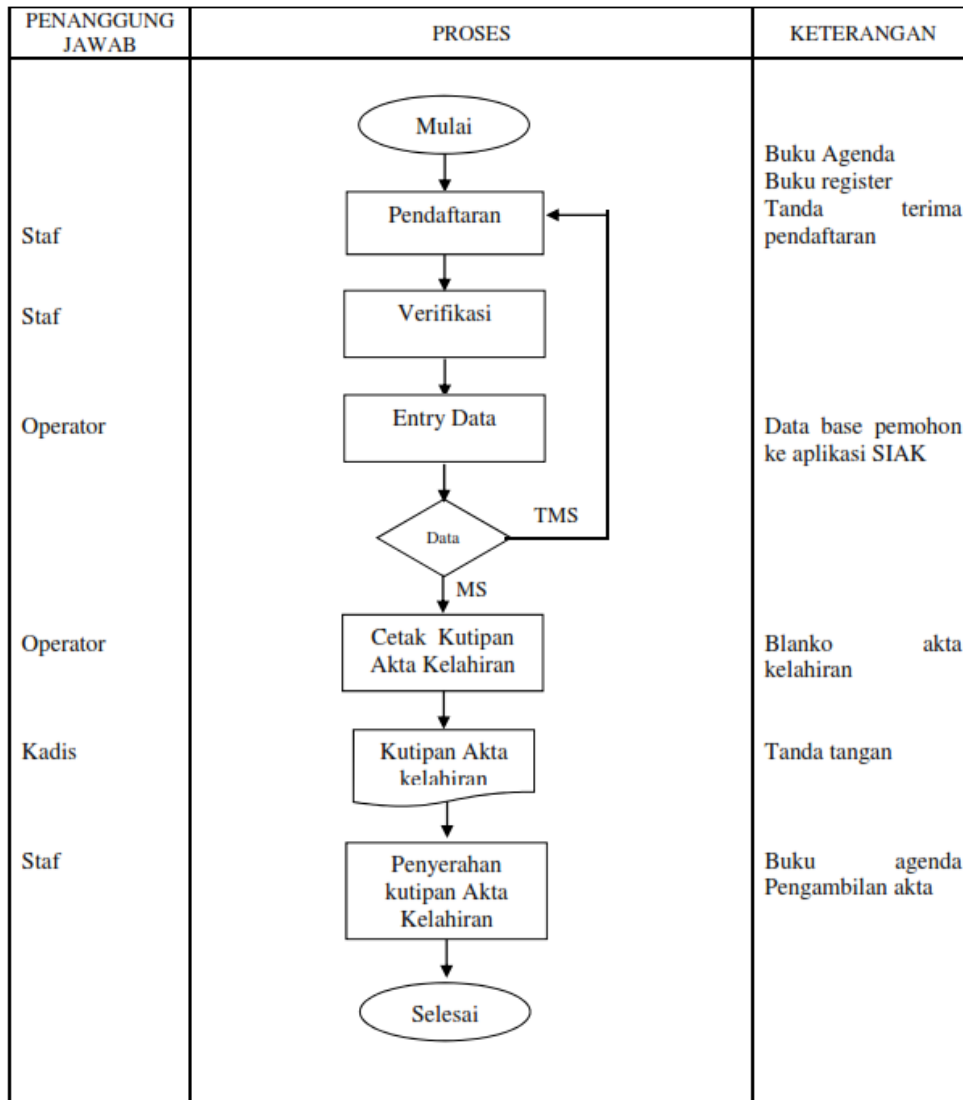 PENANGGUNG
JAWAB
PROSES
KETERANGAN
Mulai
Buku Agenda
Buku register
Tanda terima
pendaftaran
Pendaftaran
Staf
Staf
Verifikasi
Operator
Entry Data
Data base pemohon
ke aplikasi SIAK
Data
TMS
MS
Operator
Cetak Kutipan
Akta Kelahiran
Blanko akta
kelahiran
Kadis
Kutipan Akta
kelahiran
Tanda tangan
Staf
Penyerahan
kutipan Akta
Kelahiran
Buku agenda
Pengambilan akta
Selesai